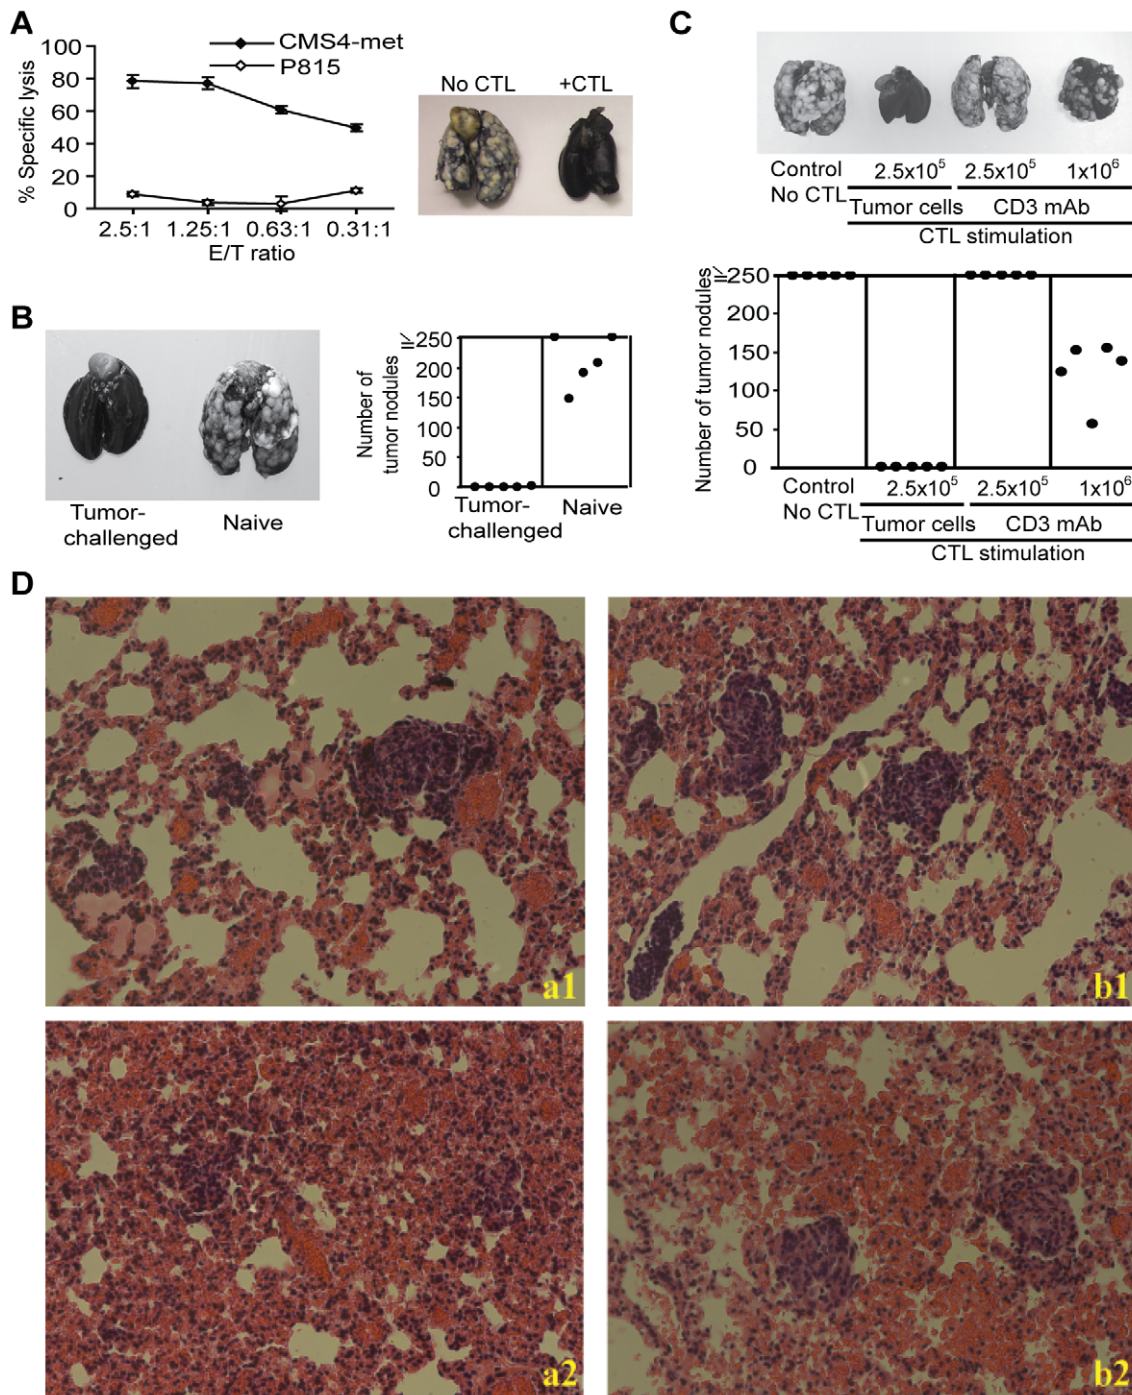 A
CMS4-met
P815
% Specific lysis
100
80
60
40
20
0
2.5:1 1.25:1 0.63:1 0.31:1
E/T ratio
No CTL +CTL
B
Tumor-
challenged
Naive
Number of
tumor nodules
250
200
150
100
50
0
Tumor-
challenged
Naive
C
Control
No CTL
2.5x10⁵ 2.5x10⁵ 1x10⁶
Tumor cells CD3 mAb
CTL stimulation
Number of tumor nodules
250
200
150
100
50
0
Control
No CTL
2.5x10⁵ 2.5x10⁵ 1x10⁶
Tumor cells CD3 mAb
CTL stimulation
D
a1
b1
a2
b2